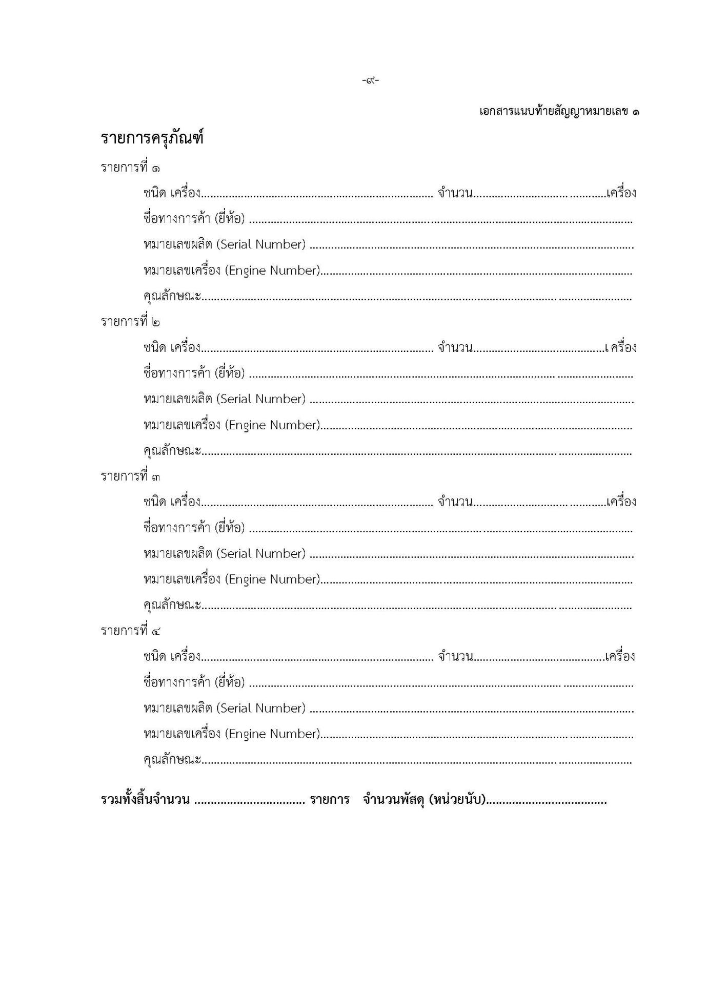 -๙-
เอกสารแนบท้ายสัญญาหมายเลข ๑
รายการครุภัณฑ์
รายการที่ ๑
ชนิด เครื่อง........................................................................... จำนวน...........................................เครื่อง
ชื่อทางการค้า (ยี่ห้อ) .............................................................................................................................
หมายเลขผลิต (Serial Number) ..........................................................................................................
หมายเลขเครื่อง (Engine Number)......................................................................................................
คุณลักษณะ............................................................................................................................................
รายการที่ ๒
ชนิด เครื่อง........................................................................... จำนวน...........................................เครื่อง
ชื่อทางการค้า (ยี่ห้อ) .............................................................................................................................
หมายเลขผลิต (Serial Number) ..........................................................................................................
หมายเลขเครื่อง (Engine Number)......................................................................................................
คุณลักษณะ............................................................................................................................................
รายการที่ ๓
ชนิด เครื่อง........................................................................... จำนวน...........................................เครื่อง
ชื่อทางการค้า (ยี่ห้อ) .............................................................................................................................
หมายเลขผลิต (Serial Number) ..........................................................................................................
หมายเลขเครื่อง (Engine Number)......................................................................................................
คุณลักษณะ............................................................................................................................................
รายการที่ ๔
ชนิด เครื่อง........................................................................... จำนวน...........................................เครื่อง
ชื่อทางการค้า (ยี่ห้อ) .............................................................................................................................
หมายเลขผลิต (Serial Number) ..........................................................................................................
หมายเลขเครื่อง (Engine Number)......................................................................................................
คุณลักษณะ............................................................................................................................................
รวมทั้งสิ้นจำนวน .................................. รายการ จำนวนพัสดุ (หน่วยนับ).....................................